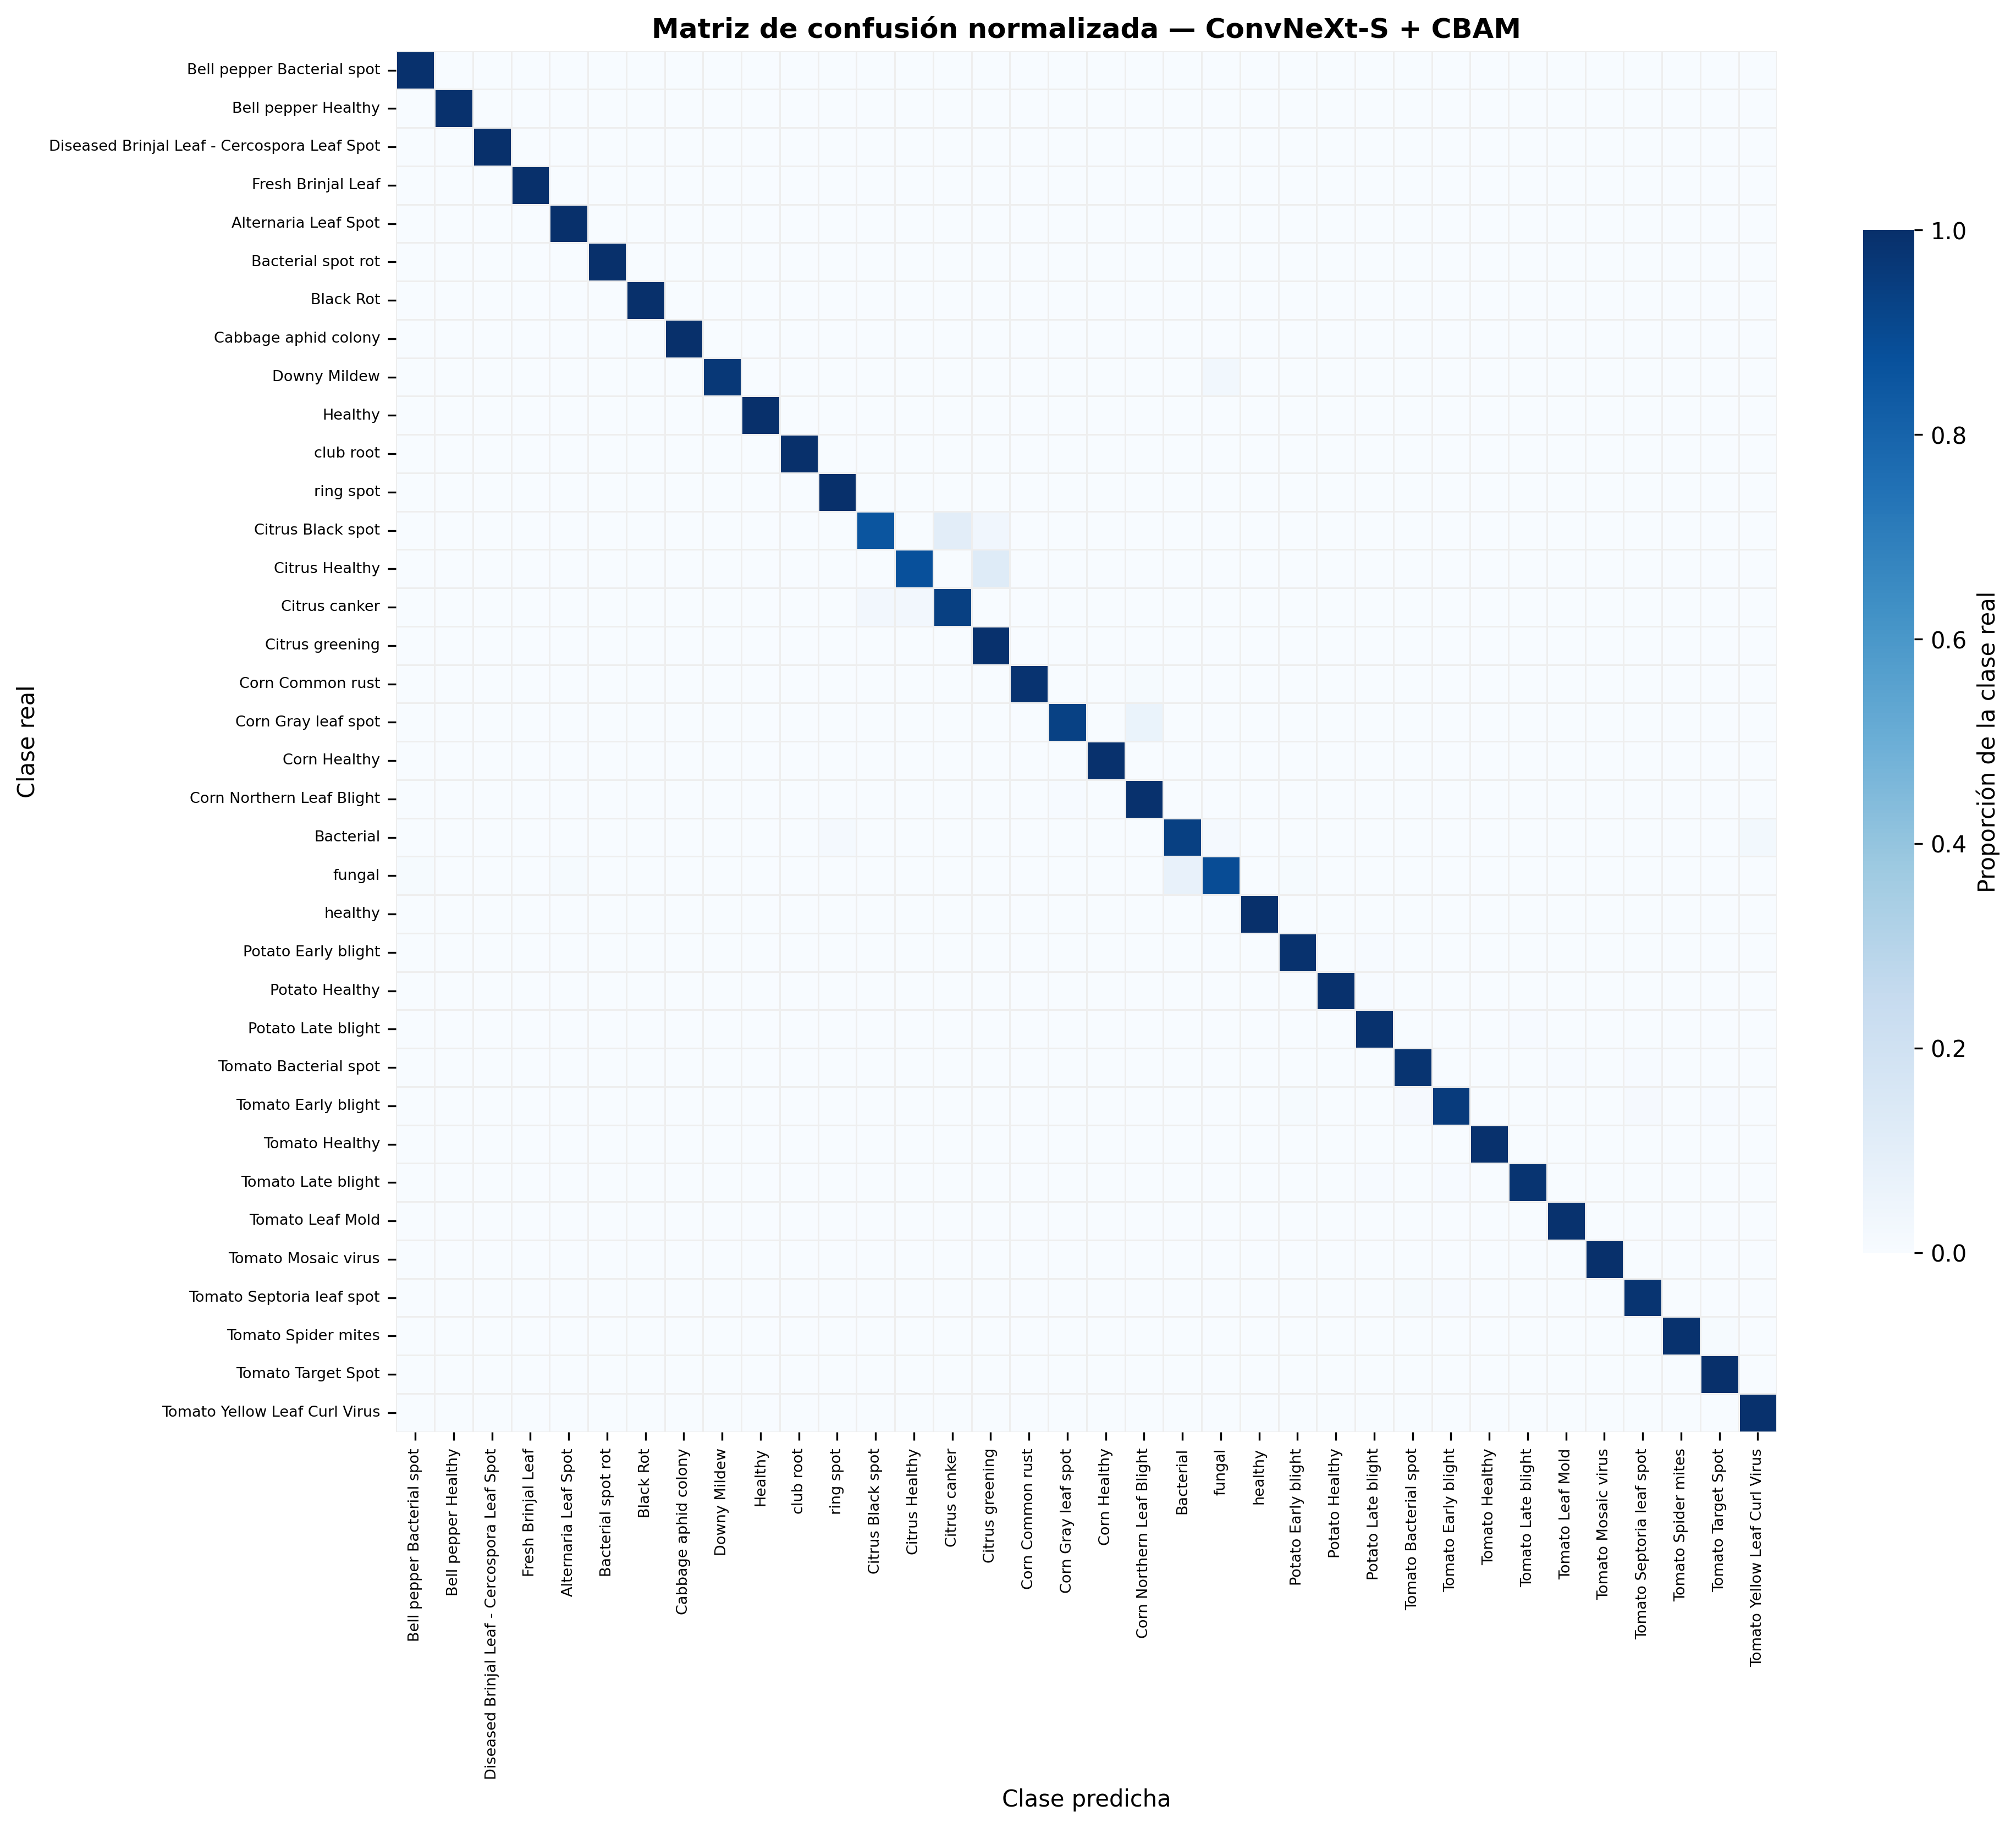 Matriz de confusión normalizada — ConvNeXt-S + CBAM
Clase real
Bell pepper Bacterial spot
Bell pepper Healthy
Diseased Brinjal Leaf - Cercospora Leaf Spot
Fresh Brinjal Leaf
Alternaria Leaf Spot
Bacterial spot rot
Black Rot
Cabbage aphid colony
Downy Mildew
Healthy
club root
ring spot
Citrus Black spot
Citrus Healthy
Citrus canker
Citrus greening
Corn Common rust
Corn Gray leaf spot
Corn Healthy
Corn Northern Leaf Blight
Bacterial
fungal
healthy
Potato Early blight
Potato Healthy
Potato Late blight
Tomato Bacterial spot
Tomato Early blight
Tomato Healthy
Tomato Late blight
Tomato Leaf Mold
Tomato Mosaic virus
Tomato Septoria leaf spot
Tomato Spider mites
Tomato Target Spot
Tomato Yellow Leaf Curl Virus
Bell pepper Bacterial spot
Bell pepper Healthy
Diseased Brinjal Leaf - Cercospora Leaf Spot
Fresh Brinjal Leaf
Alternaria Leaf Spot
Bacterial spot rot
Black Rot
Cabbage aphid colony
Downy Mildew
Healthy
club root
ring spot
Citrus Black spot
Citrus Healthy
Citrus canker
Citrus greening
Corn Common rust
Corn Gray leaf spot
Corn Healthy
Corn Northern Leaf Blight
Bacterial
fungal
healthy
Potato Early blight
Potato Healthy
Potato Late blight
Tomato Bacterial spot
Tomato Early blight
Tomato Healthy
Tomato Late blight
Tomato Leaf Mold
Tomato Mosaic virus
Tomato Septoria leaf spot
Tomato Spider mites
Tomato Target Spot
Tomato Yellow Leaf Curl Virus
Clase predicha
1.0
0.8
0.6
0.4
0.2
0.0
Proporción de la clase real